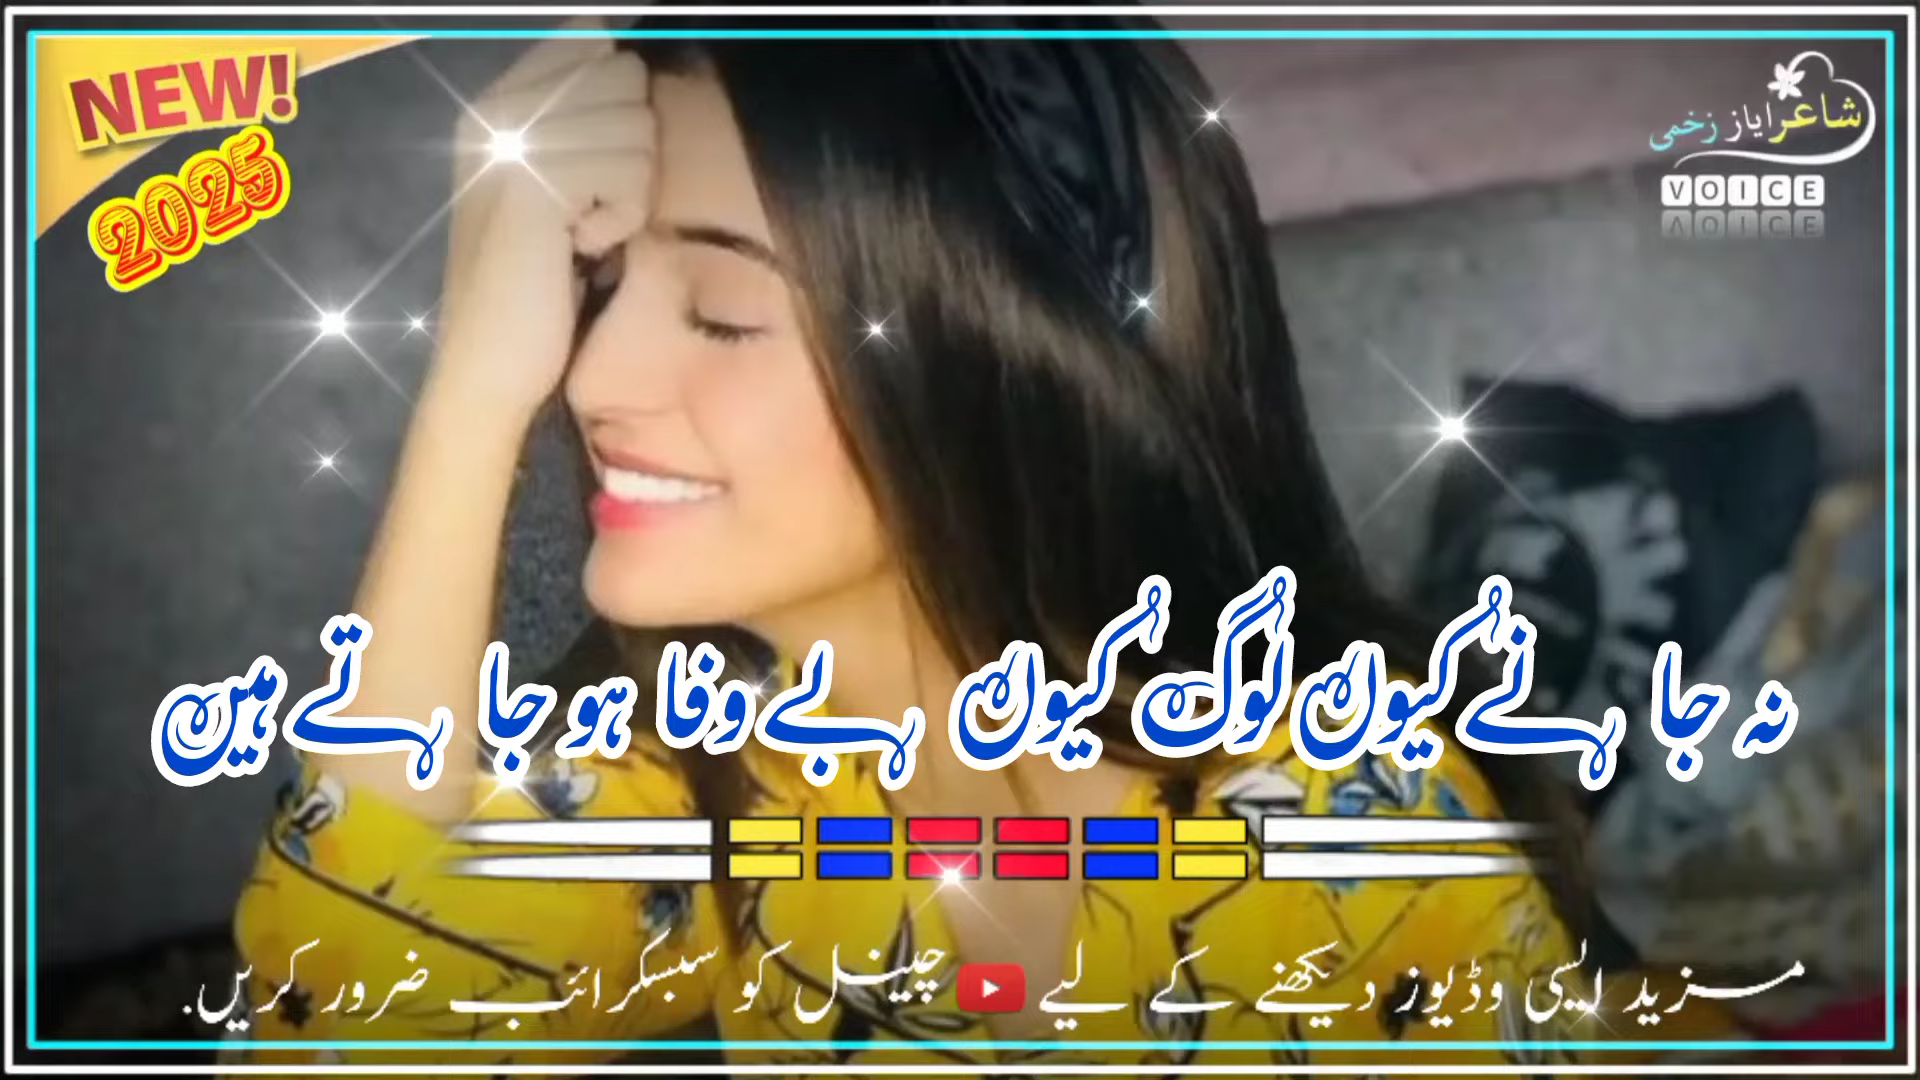 NEW!
2025
شاعر ایاز زخمی
VOICE
نہ جانے کیوں لوگ کیوں بے وفا ہو جاتے ہیں
مزید ایسی وڈیوز دیکھنے کے لیے چینل کو سبسکرائب ضرور کریں.